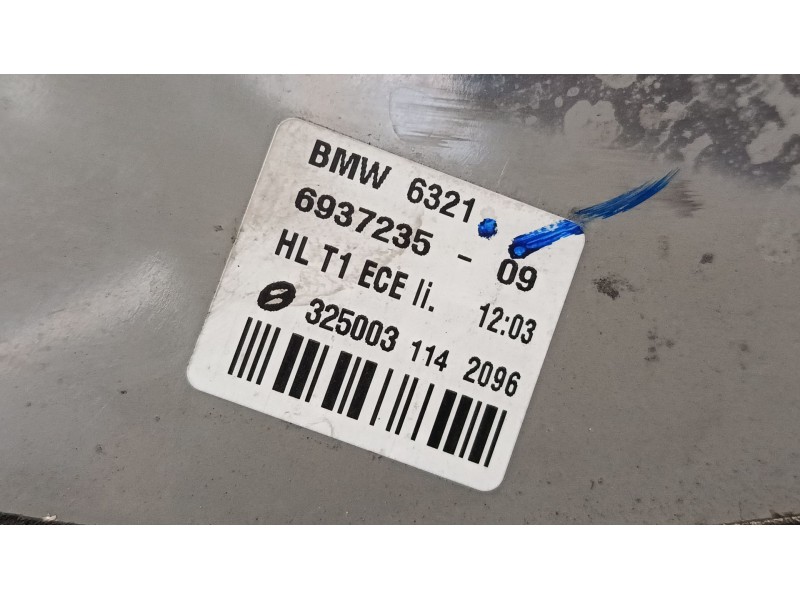 BMW 6321
6937235 - 09
HL T1 ECE li. 12:03
325003 114 2096